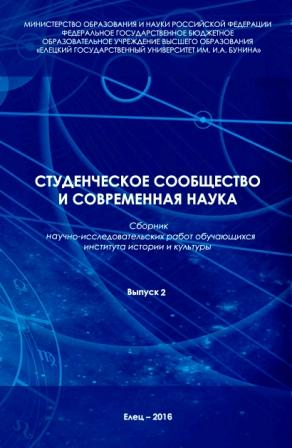 МИНИСТЕРСТВО ОБРАЗОВАНИЯ И НАУКИ РОССИЙСКОЙ ФЕДЕРАЦИИ
ФЕДЕРАЛЬНОЕ ГОСУДАРСТВЕННОЕ БЮДЖЕТНОЕ
ОБРАЗОВАТЕЛЬНОЕ УЧРЕЖДЕНИЕ ВЫСШЕГО ОБРАЗОВАНИЯ
«ЕЛЕЦКИЙ ГОСУДАРСТВЕННЫЙ УНИВЕРСИТЕТ ИМ. И.А. БУНИНА»
СТУДЕНЧЕСКОЕ СООБЩЕСТВО
И СОВРЕМЕННАЯ НАУКА
Сборник
научно-исследовательских работ обучающихся
института истории и культуры
Выпуск 2
Елец – 2016